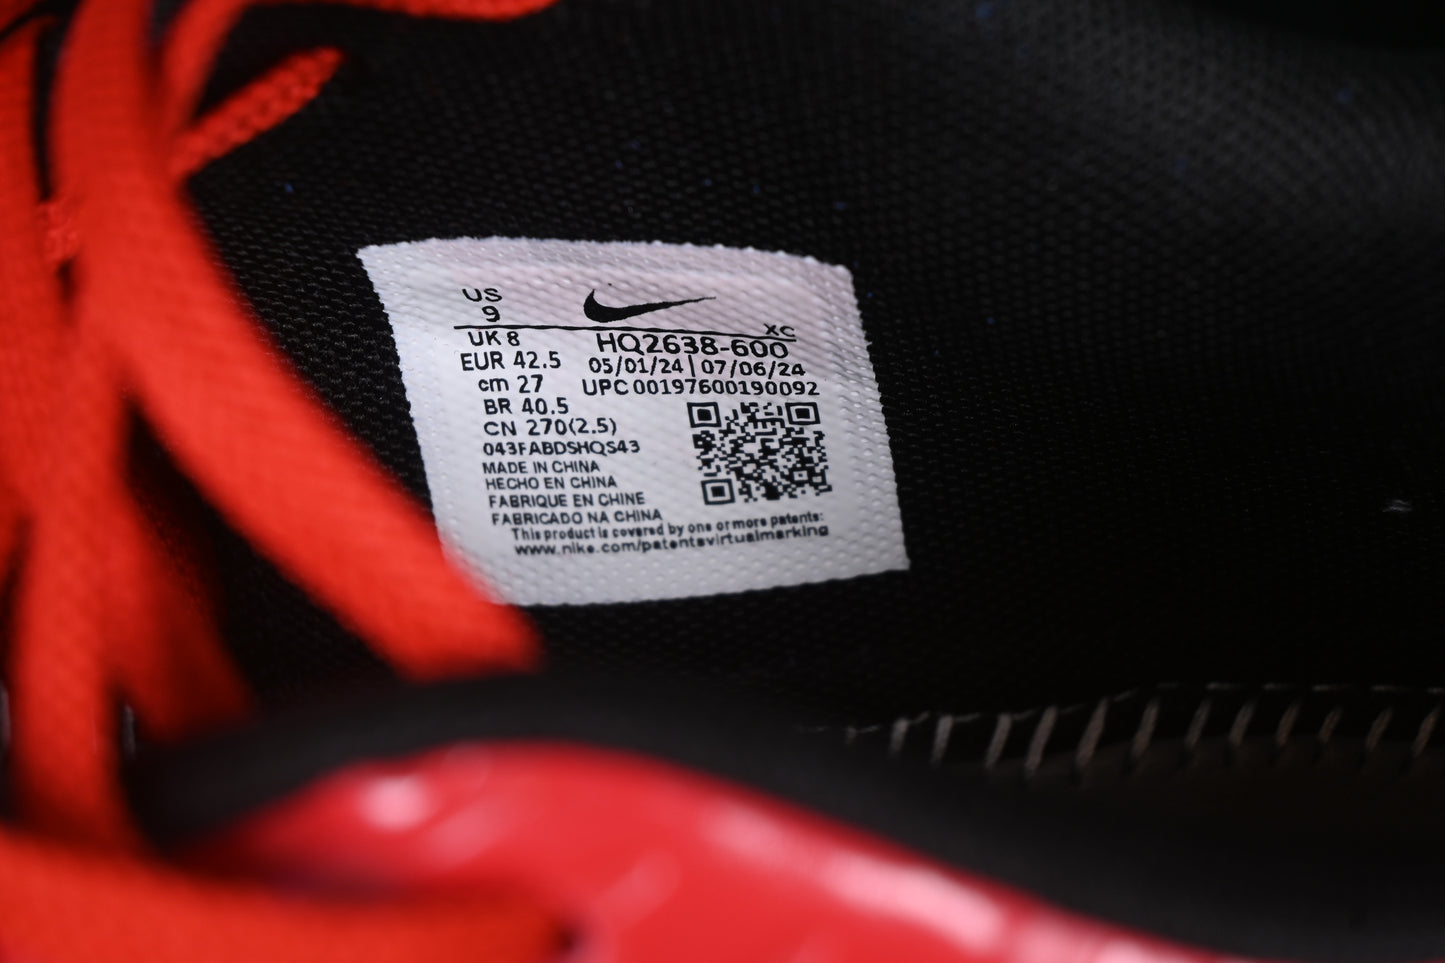 US
9
XC
UK 8
HQ2638-600
EUR 42.5
05/01/24 | 07/06/24
cm 27
UPC 00197600190092
BR 40.5
CN 270(2.5)
043FABDSHQS43
MADE IN CHINA
HECHO EN CHINA
FABRIQUE EN CHINE
FABRICADO NA CHINA
This product is covered by one or more patents:
www.nike.com/patentsvirtualmarking